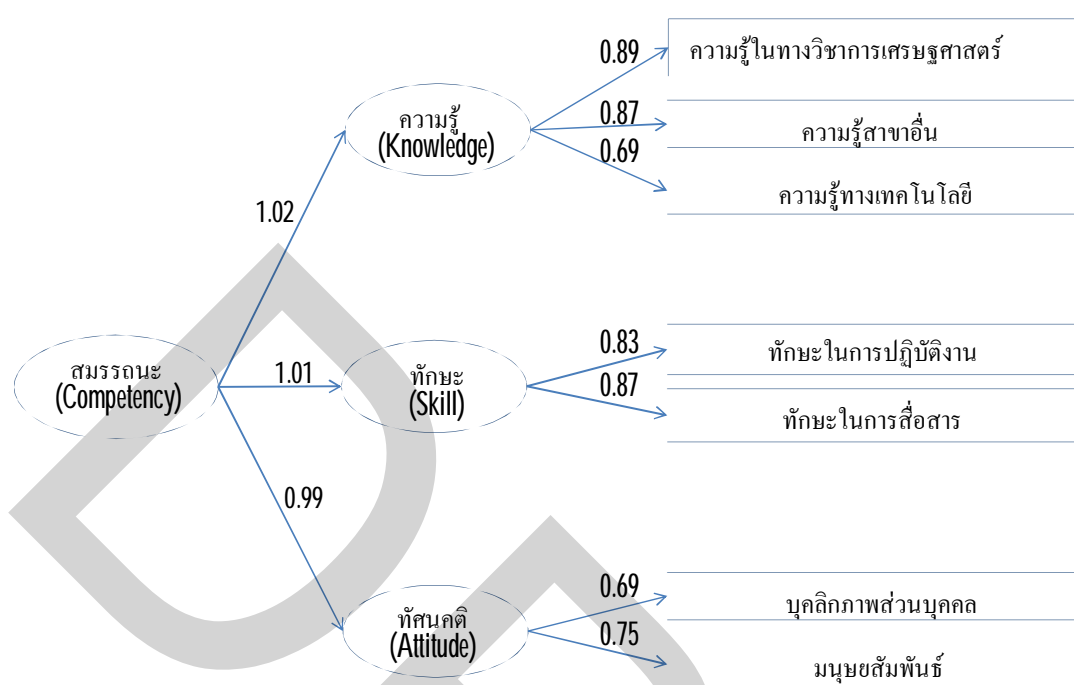 0.89
ความรู้ในทางวิชาการเศรษฐศาสตร์
ความรู้
(Knowledge)
0.87
ความรู้สาขาอื่น
0.69
ความรู้ทางเทคโนโลยี
1.02
สมรรถนะ
(Competency)
1.01
ทักษะ
(Skill)
0.83
ทักษะในการปฏิบัติงาน
0.87
ทักษะในการสื่อสาร
0.99
ทัศนคติ
(Attitude)
0.69
บุคลิกภาพส่วนบุคคล
0.75
มนุษยสัมพันธ์